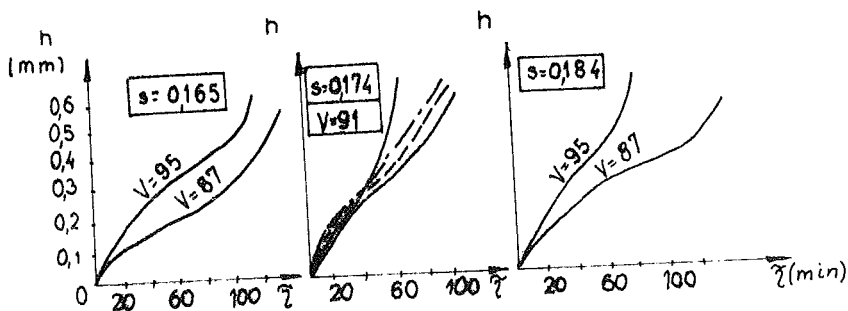 h
(mm)
0,6
0,5
0,4
0,3
0,2
0,1
0
s=0,165
V=95
V=87
20 60 100 τ
h
s=0,174
V=91
20 60 100 τ
h
s=0,184
V=95
V=87
20 60 100 τ(min)